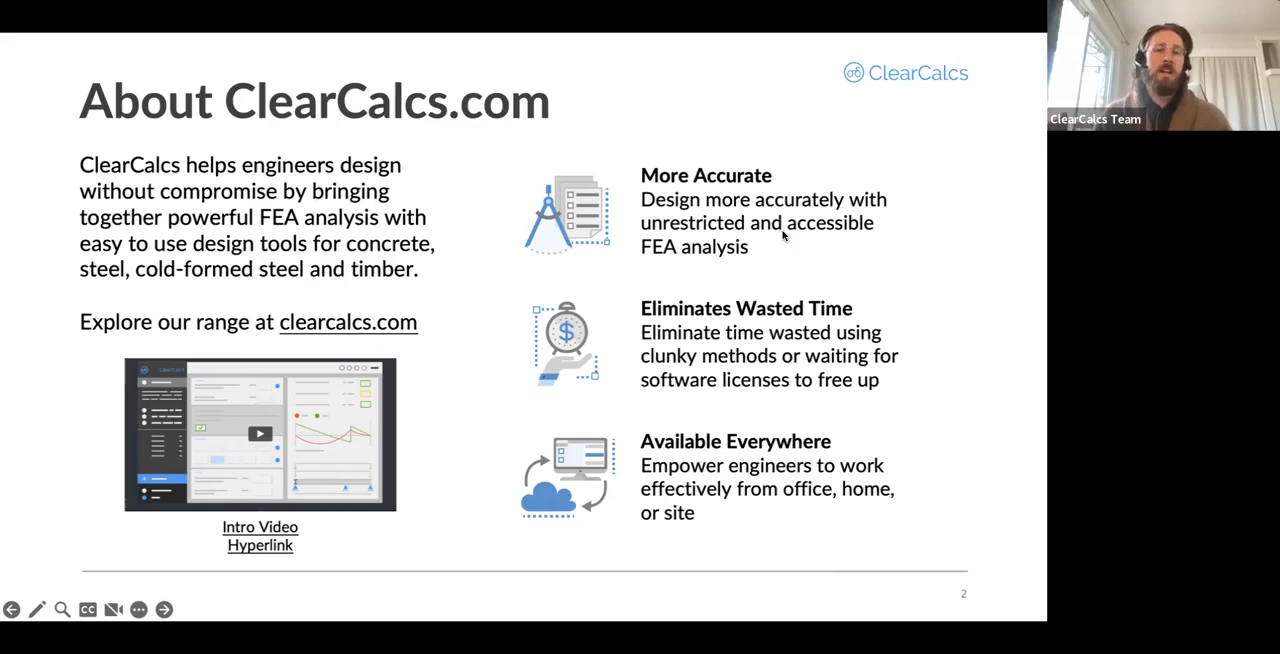 ClearCalcs
About ClearCalcs.com
ClearCalcs helps engineers design
without compromise by bringing
together powerful FEA analysis with
easy to use design tools for concrete,
steel, cold-formed steel and timber.
Explore our range at clearcalcs.com
Intro Video
Hyperlink
More Accurate
Design more accurately with
unrestricted and accessible
FEA analysis
$
Eliminates Wasted Time
Eliminate time wasted using
clunky methods or waiting for
software licenses to free up
Available Everywhere
Empower engineers to work
effectively from office, home,
or site
2
CC
ClearCalcs Team